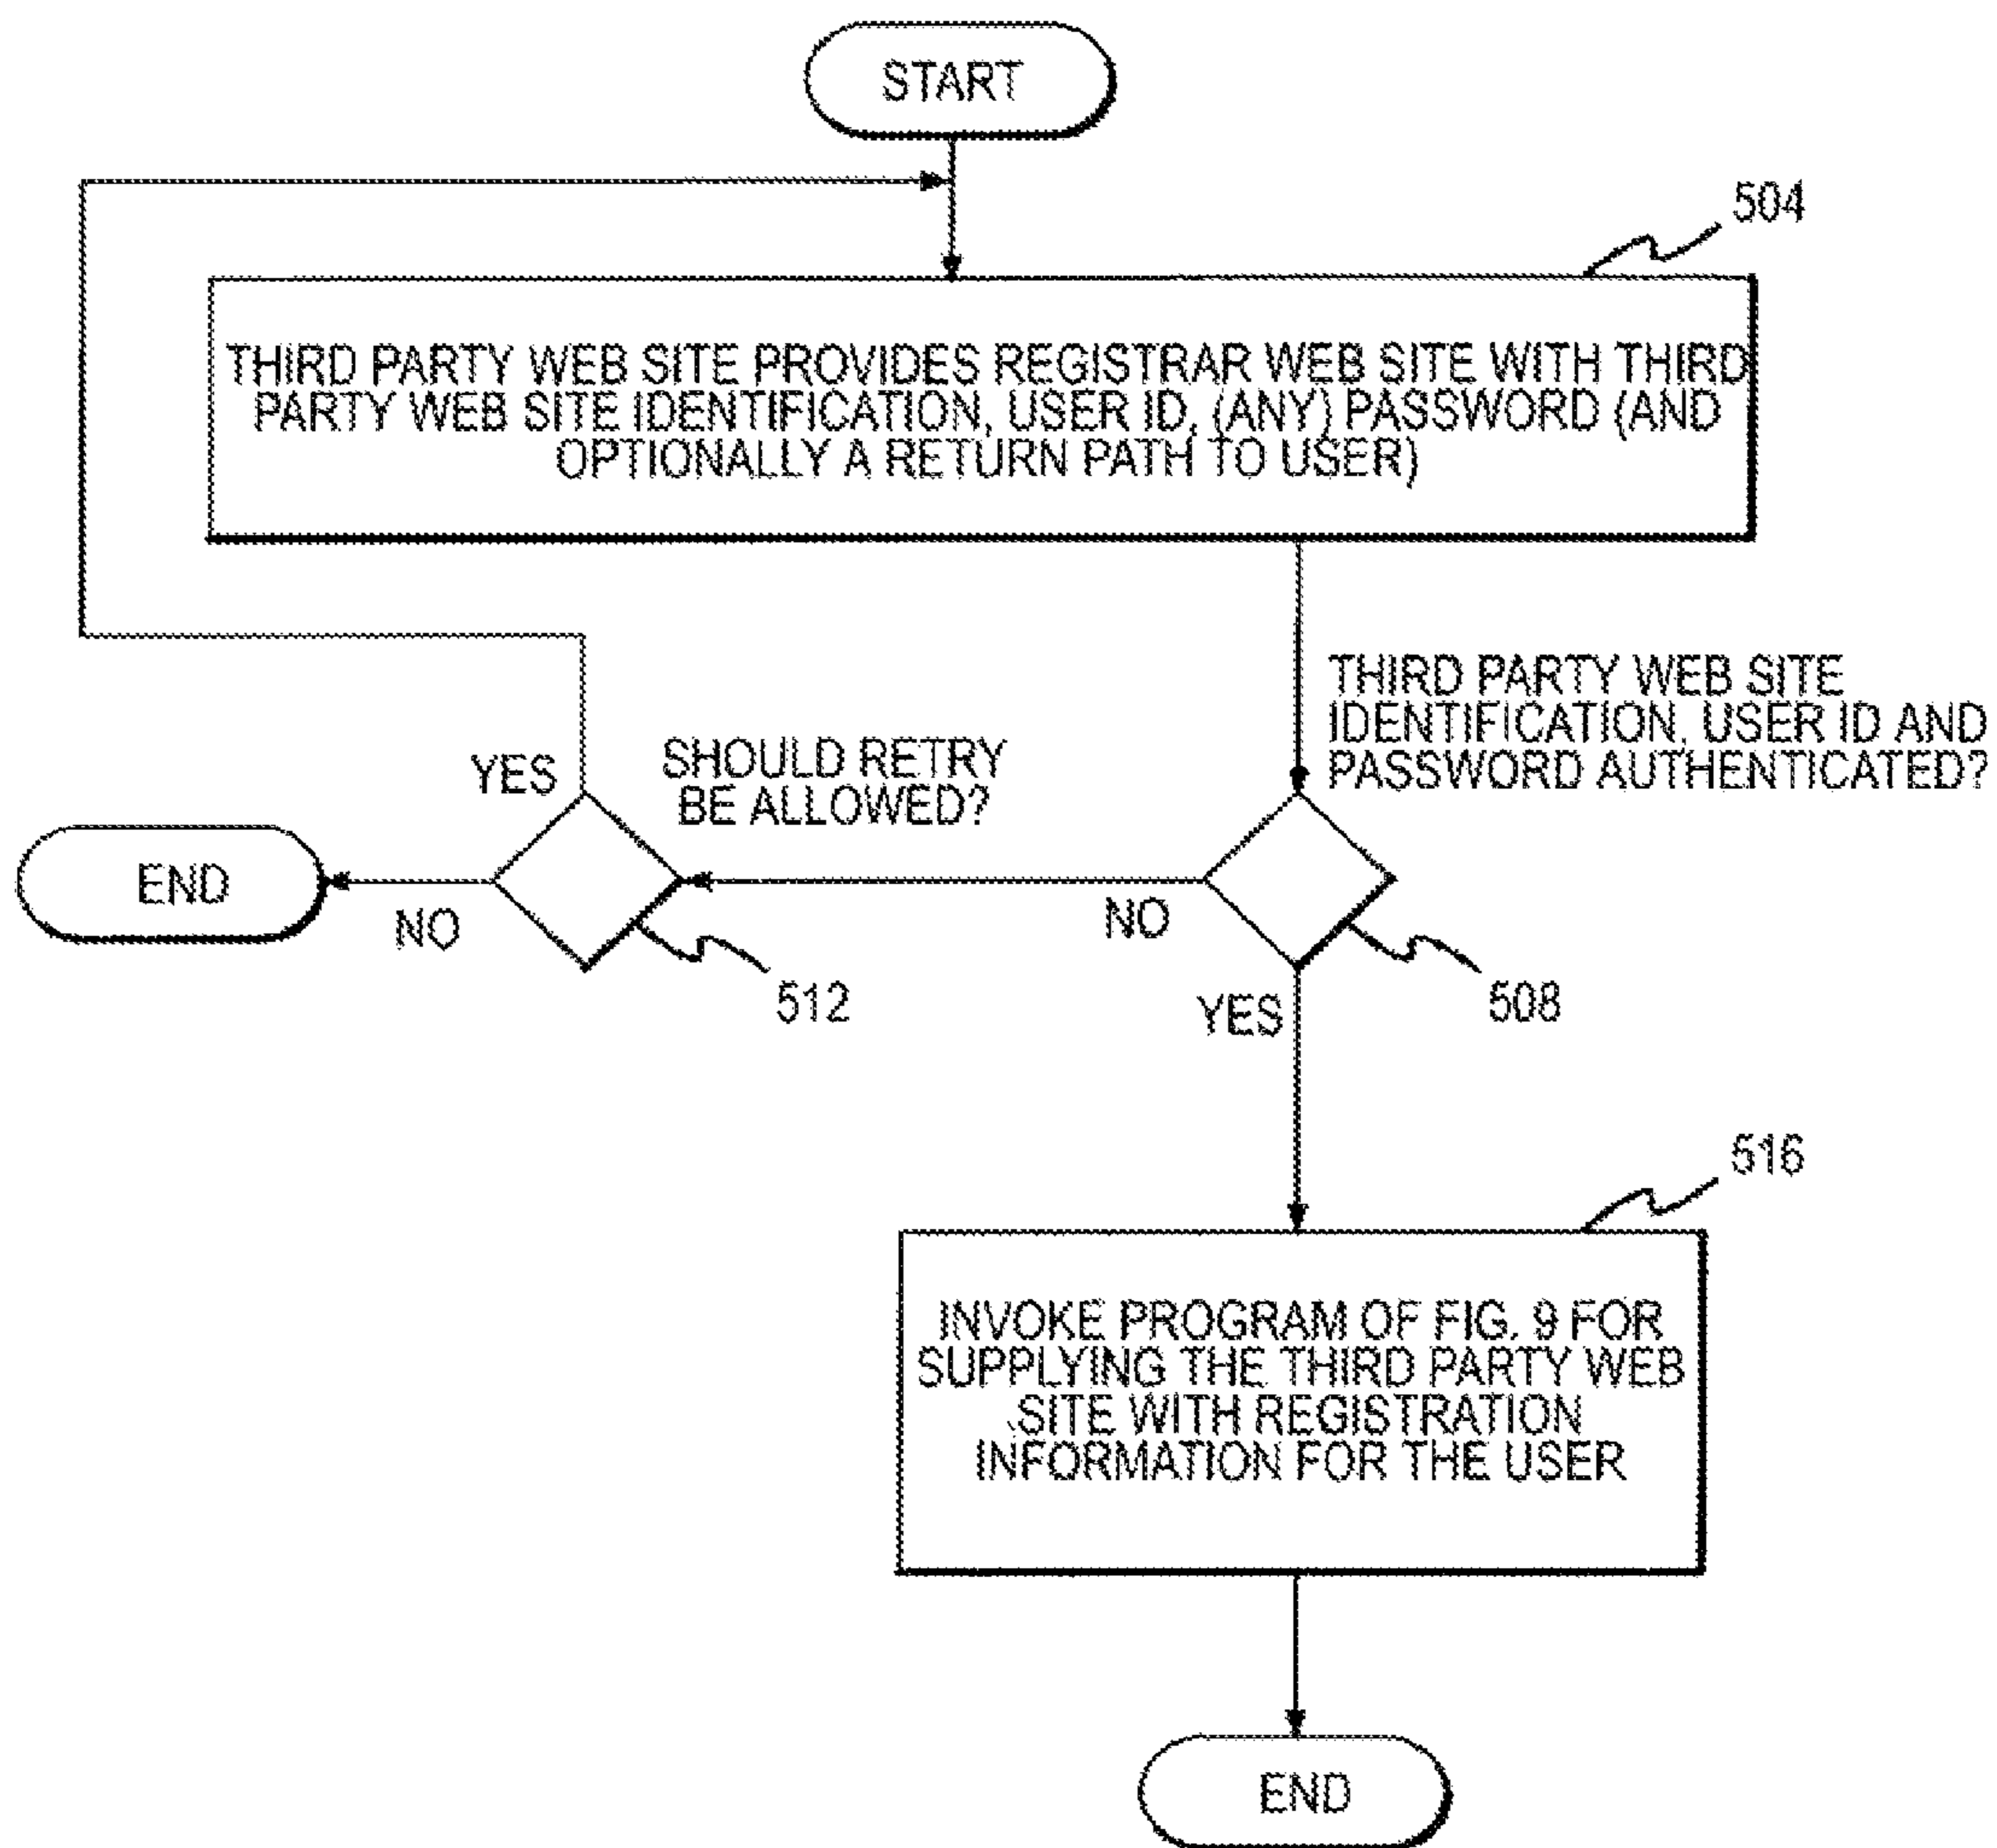 START
504
THIRD PARTY WEB SITE PROVIDES REGISTRAR WEB SITE WITH THIRD
PARTY WEB SITE IDENTIFICATION, USER ID, (ANY) PASSWORD (AND
OPTIONALLY A RETURN PATH TO USER)
THIRD PARTY WEB SITE
IDENTIFICATION, USER ID AND
PASSWORD AUTHENTICATED?
YES
SHOULD RETRY
BE ALLOWED?
END
NO
NO
512
YES
508
516
INVOKE PROGRAM OF FIG. 9 FOR
SUPPLYING THE THIRD PARTY WEB
SITE WITH REGISTRATION
INFORMATION FOR THE USER
END